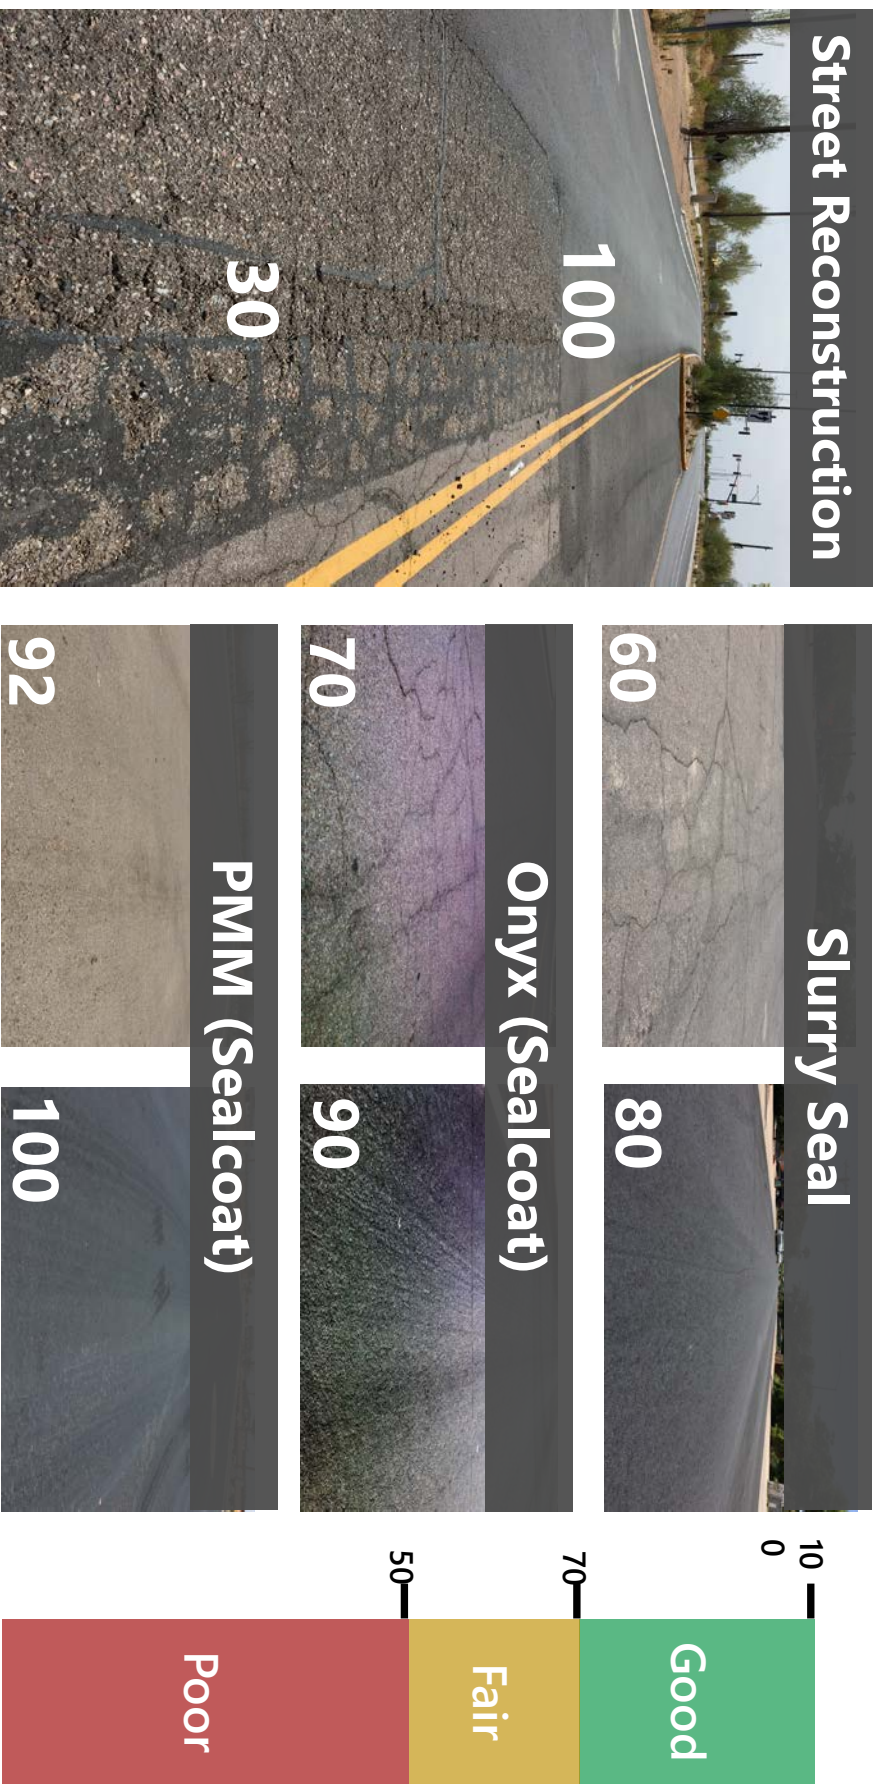 Street Reconstruction
100
30
Slurry Seal
60
80
Onyx (Sealcoat)
70
90
PMM (Sealcoat)
92
100
10
0
70
50
Good
Fair
Poor